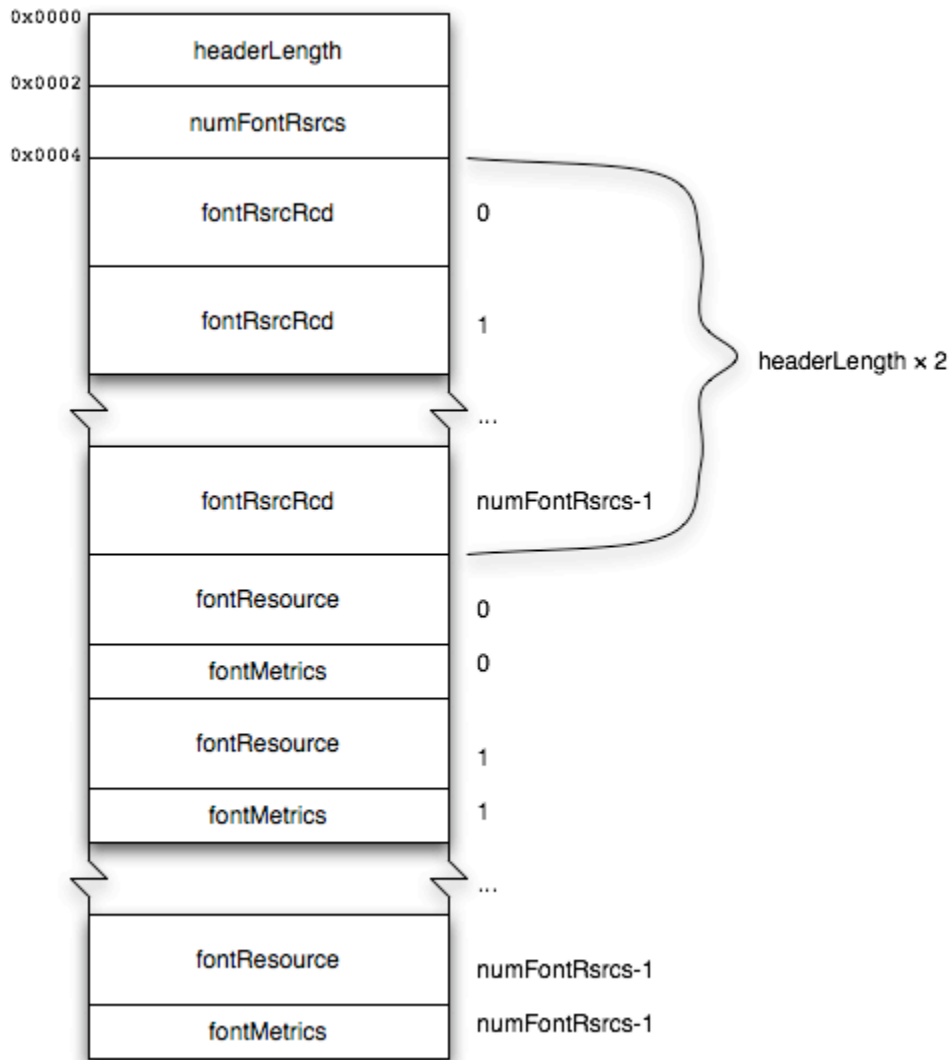 0x0000
headerLength
0x0002
numFontRsrcs
0x0004
fontRsrcRcd 0
fontRsrcRcd 1
headerLength × 2
...
fontRsrcRcd numFontRsrcs-1
fontResource 0
fontMetrics 0
fontResource 1
fontMetrics 1
...
fontResource numFontRsrcs-1
fontMetrics numFontRsrcs-1